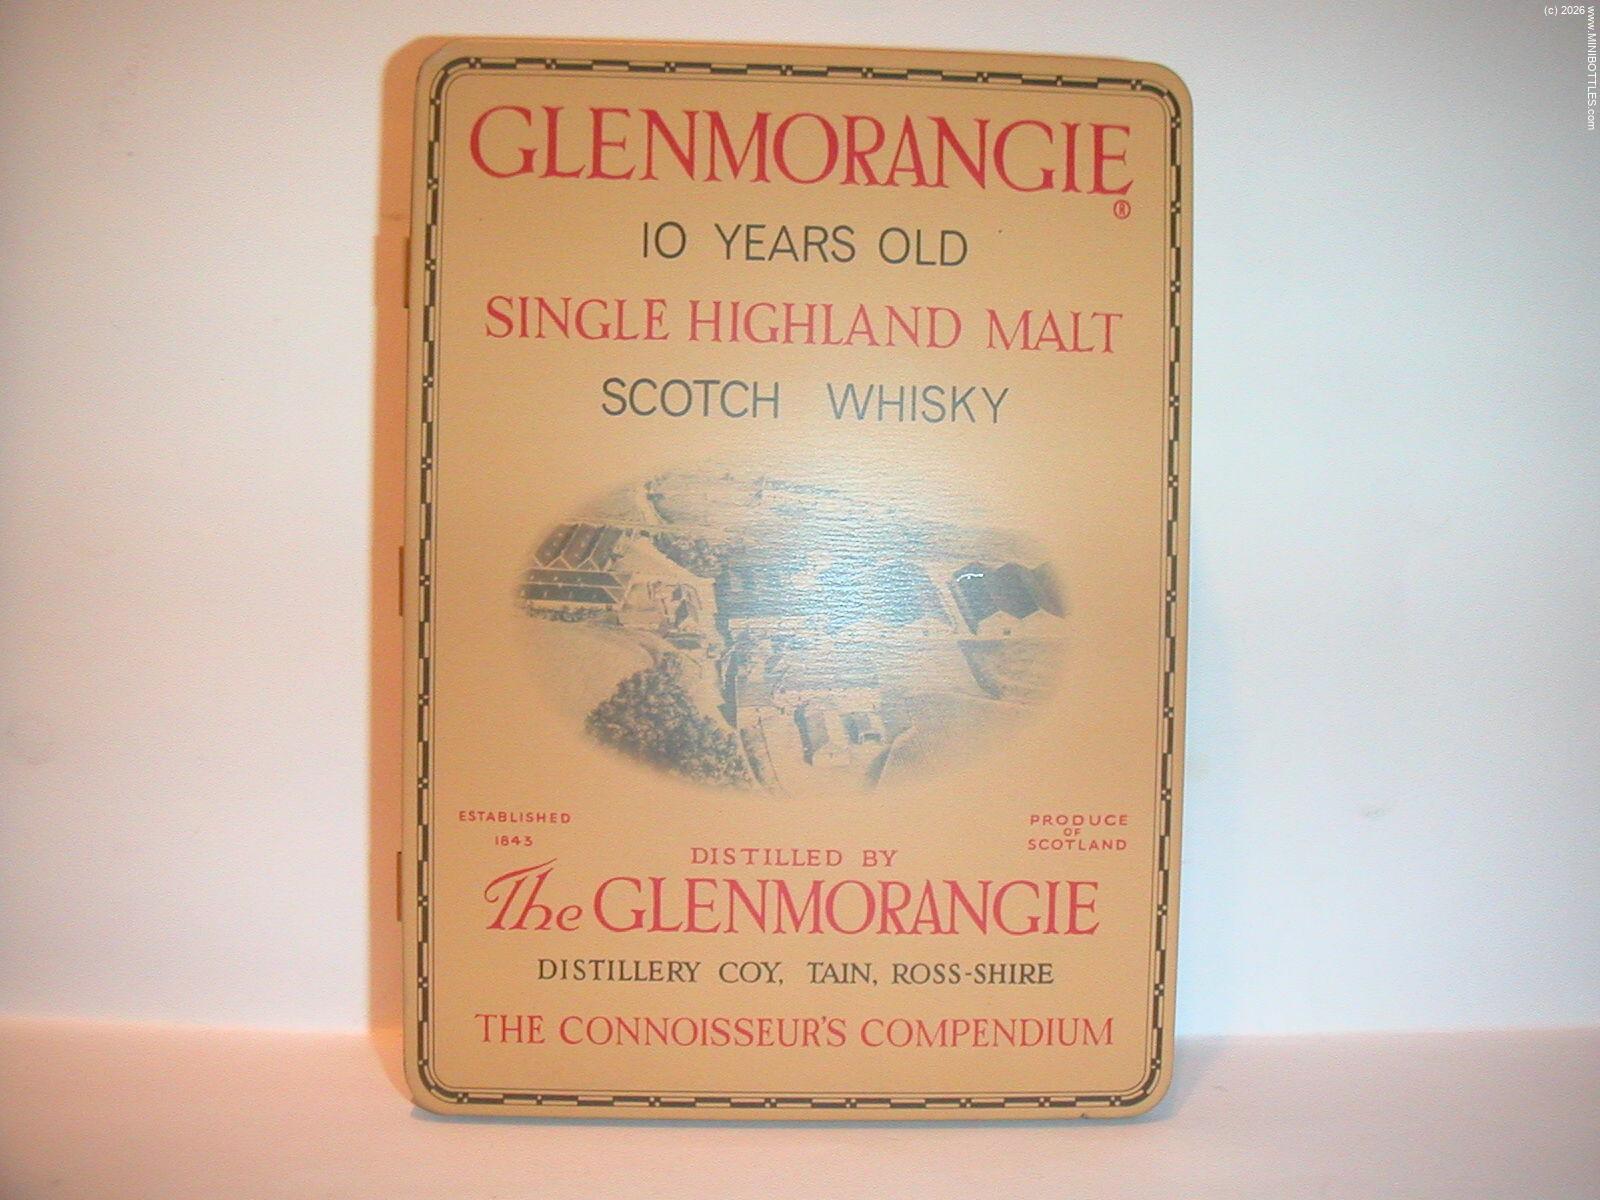 (c) 2026 www.MINIBOTTLES.com
GLENMORANGIE
®
10 YEARS OLD
SINGLE HIGHLAND MALT
SCOTCH WHISKY
ESTABLISHED
1843
PRODUCE
OF
SCOTLAND
DISTILLED BY
The GLENMORANGIE
DISTILLERY COY, TAIN, ROSS-SHIRE
THE CONNOISSEUR'S COMPENDIUM